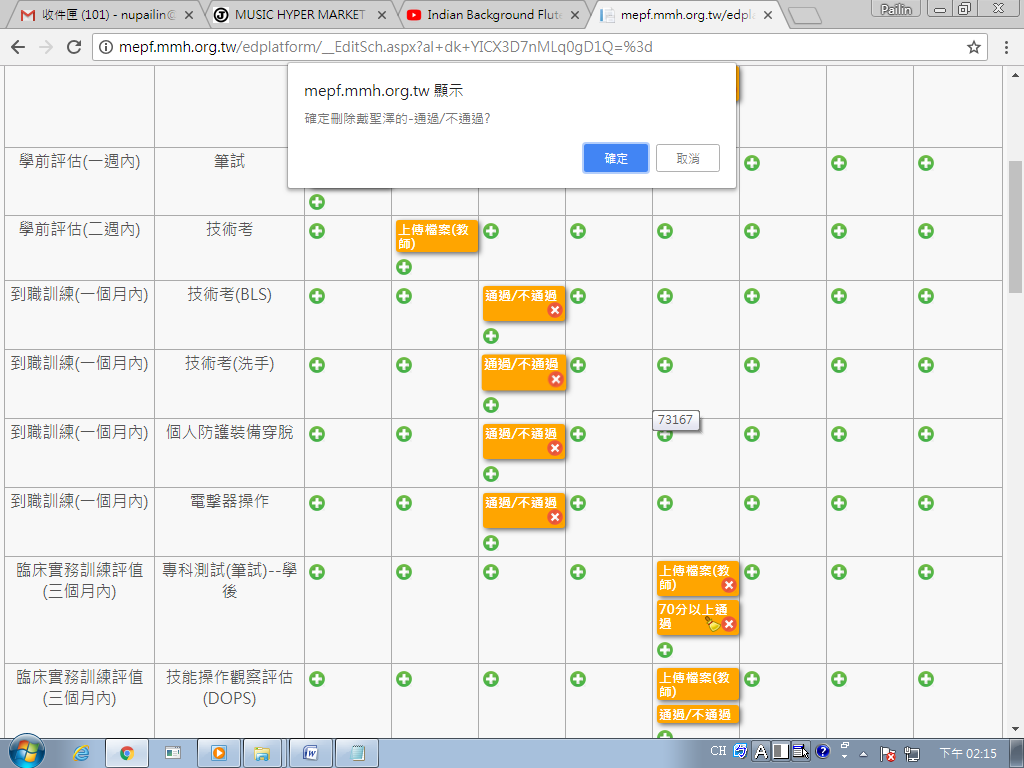 收件匣 (101) - nupailin@
MUSIC HYPER MARKET
Indian Background Flute
mepf.mmh.org.tw/edpl
Pailin
mepf.mmh.org.tw/edplatform/__EditSch.aspx?al+dk+YICX3D7nMLq0gD1Q=%3d
mepf.mmh.org.tw 顯示
確定刪除戴聖澤的-通過/不通過?
確定
取消
學前評估(一週內)
筆試
學前評估(二週內)
技術考
上傳檔案(教
師)
到職訓練(一個月內)
技術考(BLS)
通過/不通過
到職訓練(一個月內)
技術考(洗手)
通過/不通過
73167
到職訓練(一個月內)
個人防護裝備穿脫
通過/不通過
到職訓練(一個月內)
電擊器操作
通過/不通過
臨床實務訓練評值
(三個月內)
專科測試(筆試)--學
後
上傳檔案(教
師)
70分以上通
過
臨床實務訓練評值
(三個月內)
技能操作觀察評估
(DOPS)
上傳檔案(教
師)
通過/不通過
CH
A
下午 02:15